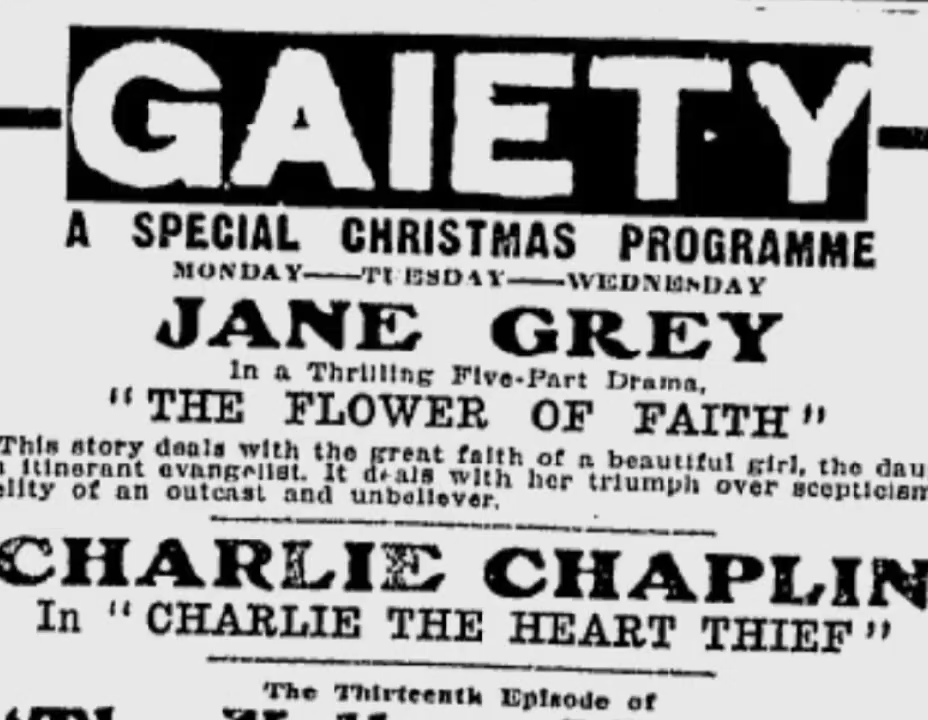 GAIETY
A SPECIAL CHRISTMAS PROGRAMME
MONDAY——TUESDAY——WEDNESDAY
JANE GREY
In a Thrilling Five-Part Drama,
"THE FLOWER OF FAITH"
This story deals with the great faith of a beautiful girl, the dau
itinerant evangelist. It deals with her triumph over scepticism
elity of an outcast and unbeliever.
CHARLIE CHAPLIN
In "CHARLIE THE HEART THIEF"
The Thirteenth Episode of